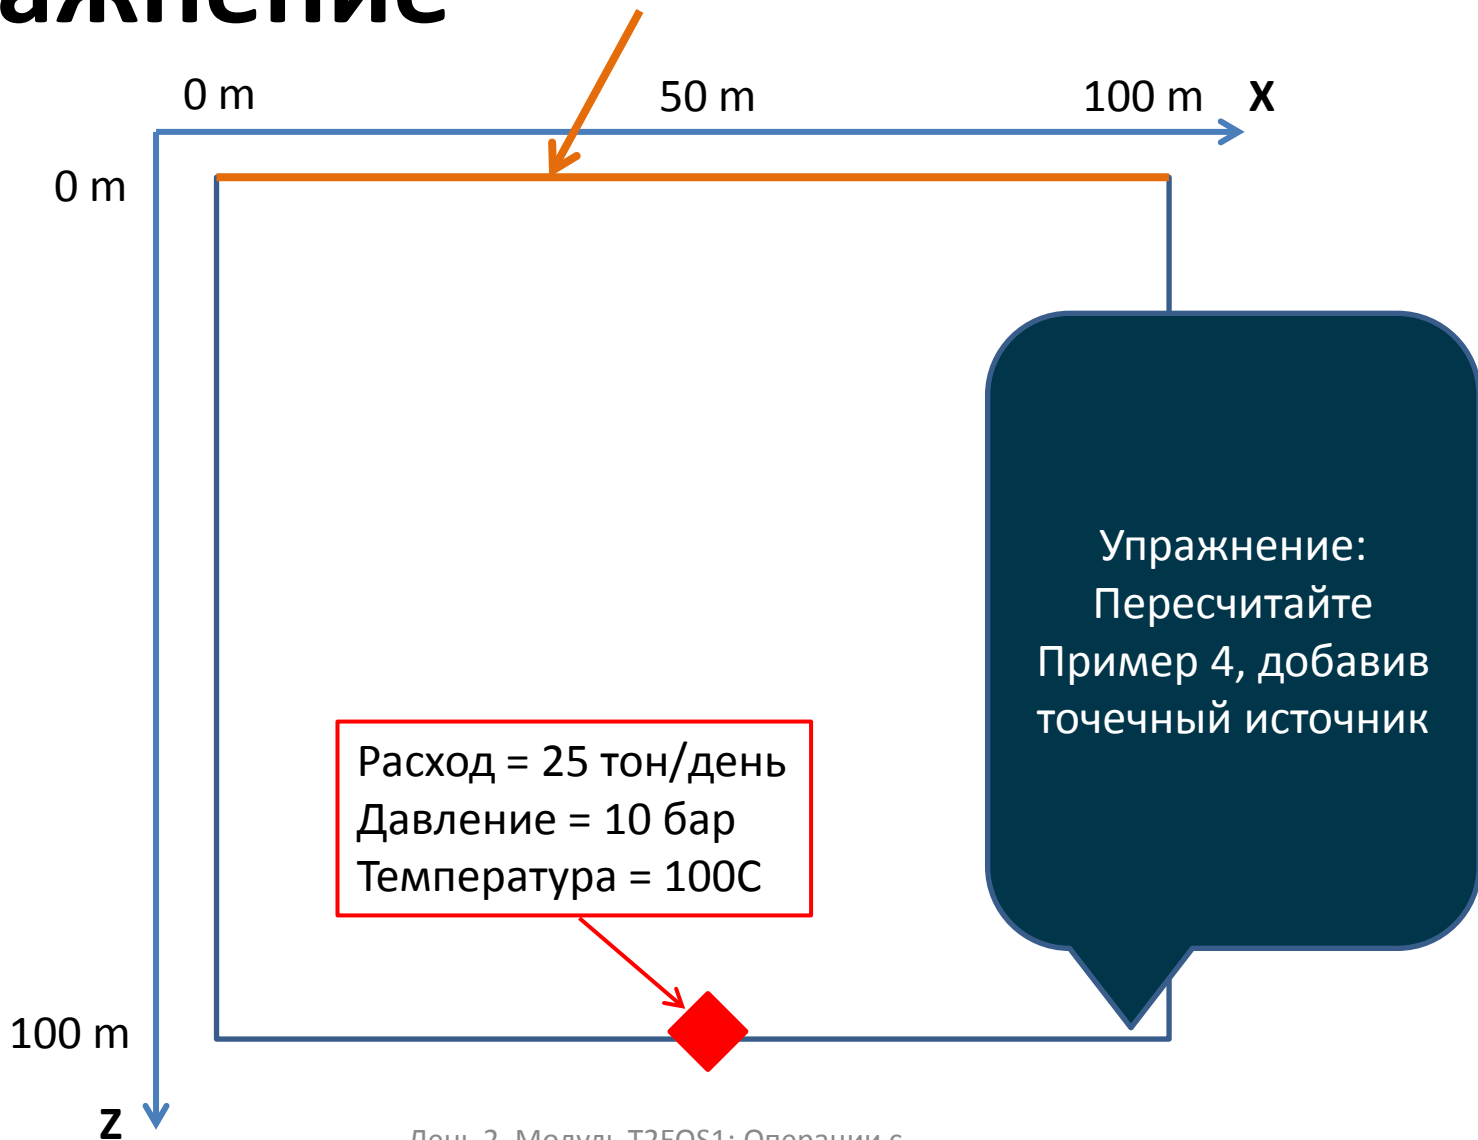 0 m 50 m 100 m X
0 m
Упражнение:
Пересчитайте
Пример 4, добавив
точечный источник
Расход = 25 тон/день
Давление = 10 бар
Температура = 100С
100 m
Z